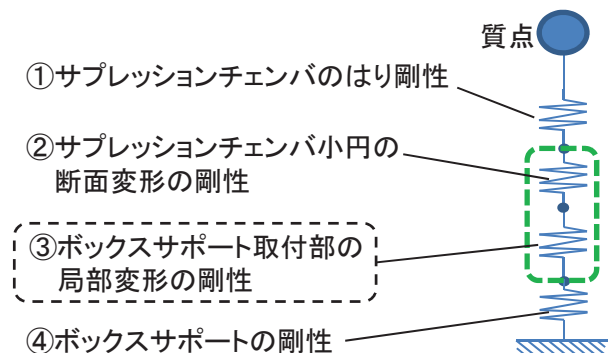 質点
①サプレッションチェンバのはり剛性
②サプレッションチェンバ小円の
断面変形の剛性
③ボックスサポート取付部の
局部変形の剛性
④ボックスサポートの剛性